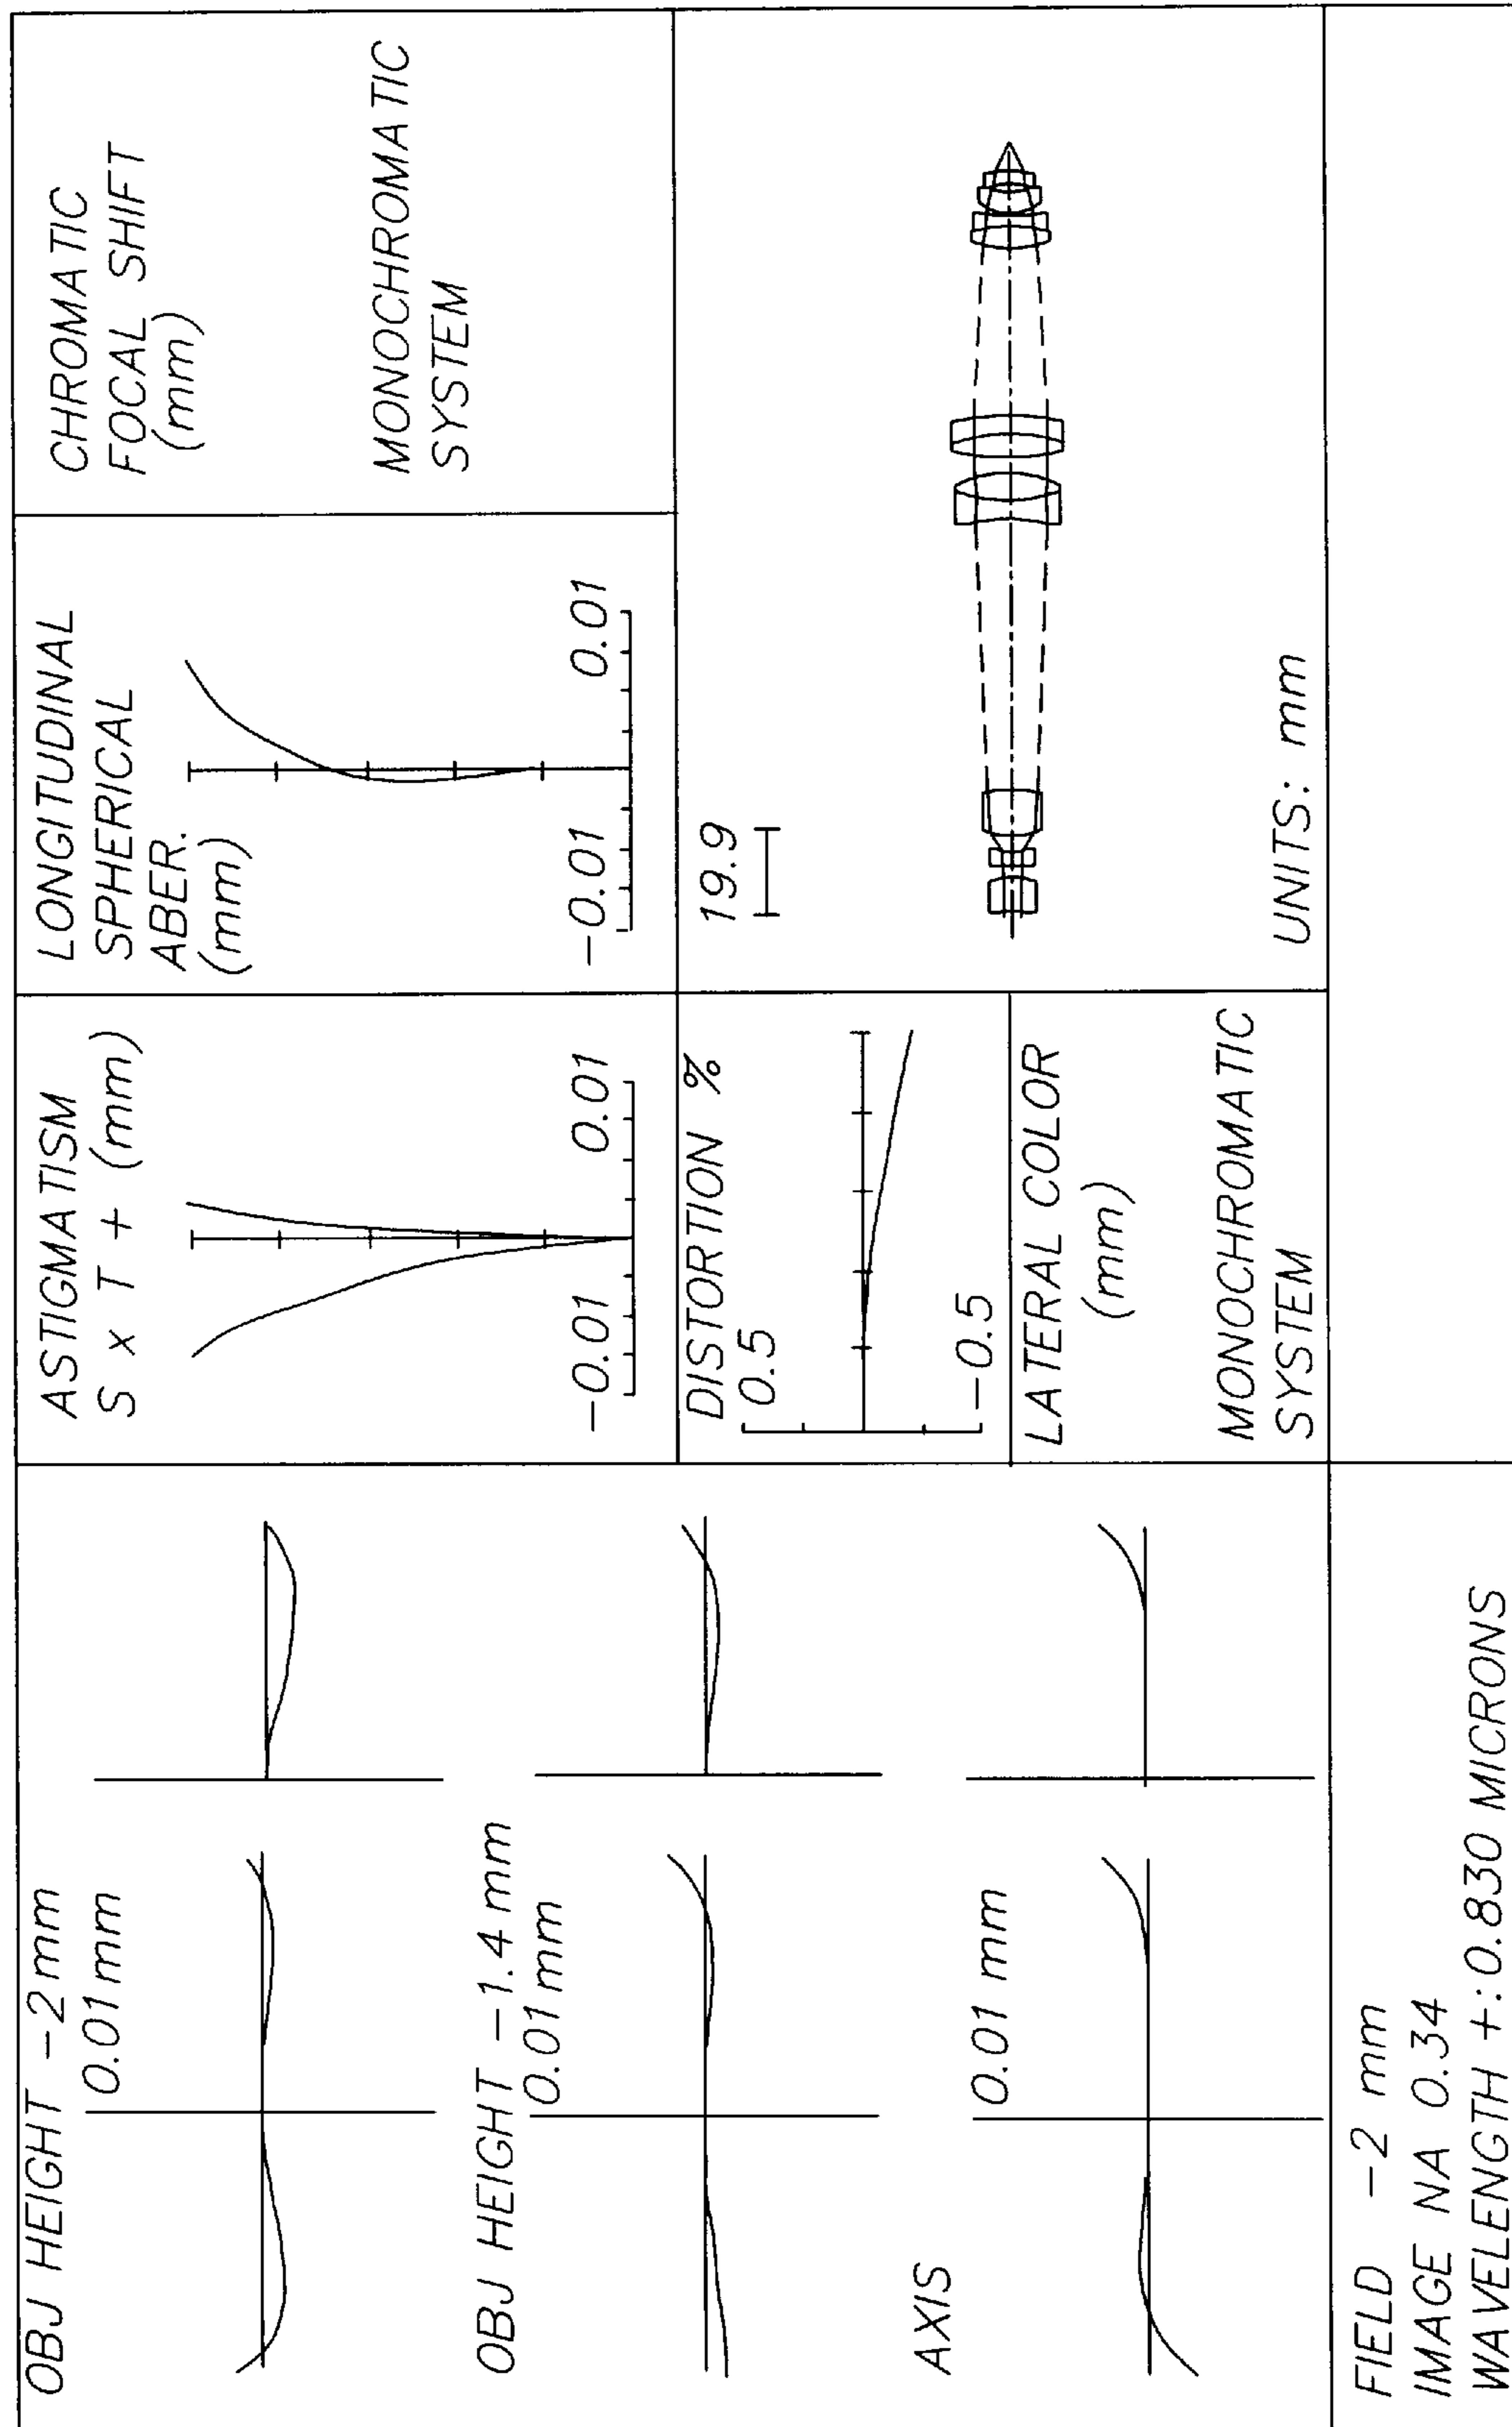 OBJ HEIGHT -2 mm
0.01 mm
OBJ HEIGHT -1.4 mm
0.01 mm
AXIS
0.01 mm
ASTIGMATISM
S x T + (mm)
-0.01 0.01
LONGITUDINAL
SPHERICAL
ABER.
(mm)
-0.01 0.01
CHROMATIC
FOCAL SHIFT
(mm)
MONOCHROMATIC
SYSTEM
DISTORTION %
0.5
-0.5
LATERAL COLOR
(mm)
MONOCHROMATIC
SYSTEM
19.9
UNITS: mm
FIELD -2 mm
IMAGE NA 0.34
WAVELENGTH +:0.830 MICRONS